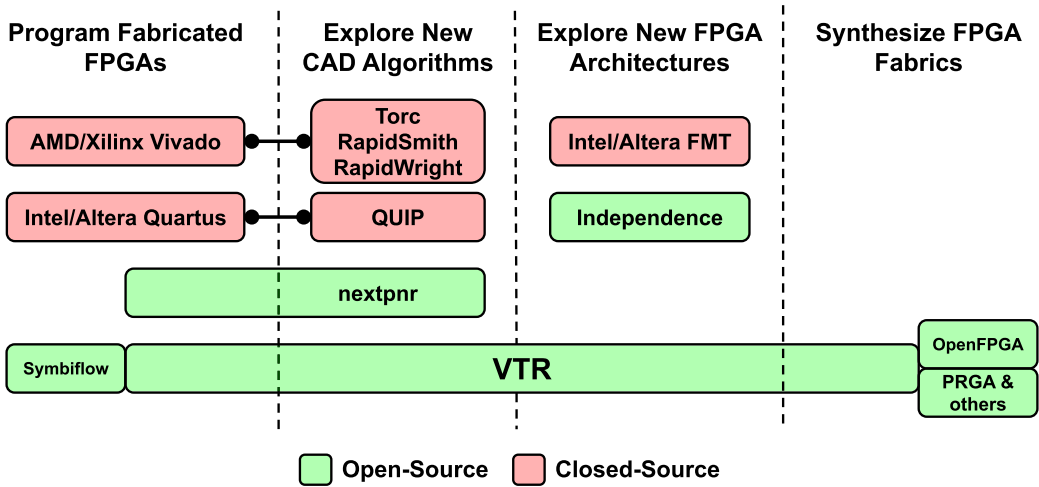 Program Fabricated
FPGAs
Explore New
CAD Algorithms
Explore New FPGA
Architectures
Synthesize FPGA
Fabrics
AMD/Xilinx Vivado
Torc
RapidSmith
RapidWright
Intel/Altera FMT
Intel/Altera Quartus
QUIP
Independence
nextpnr
Symbiflow
VTR
OpenFPGA
PRGA &
others
Open-Source
Closed-Source